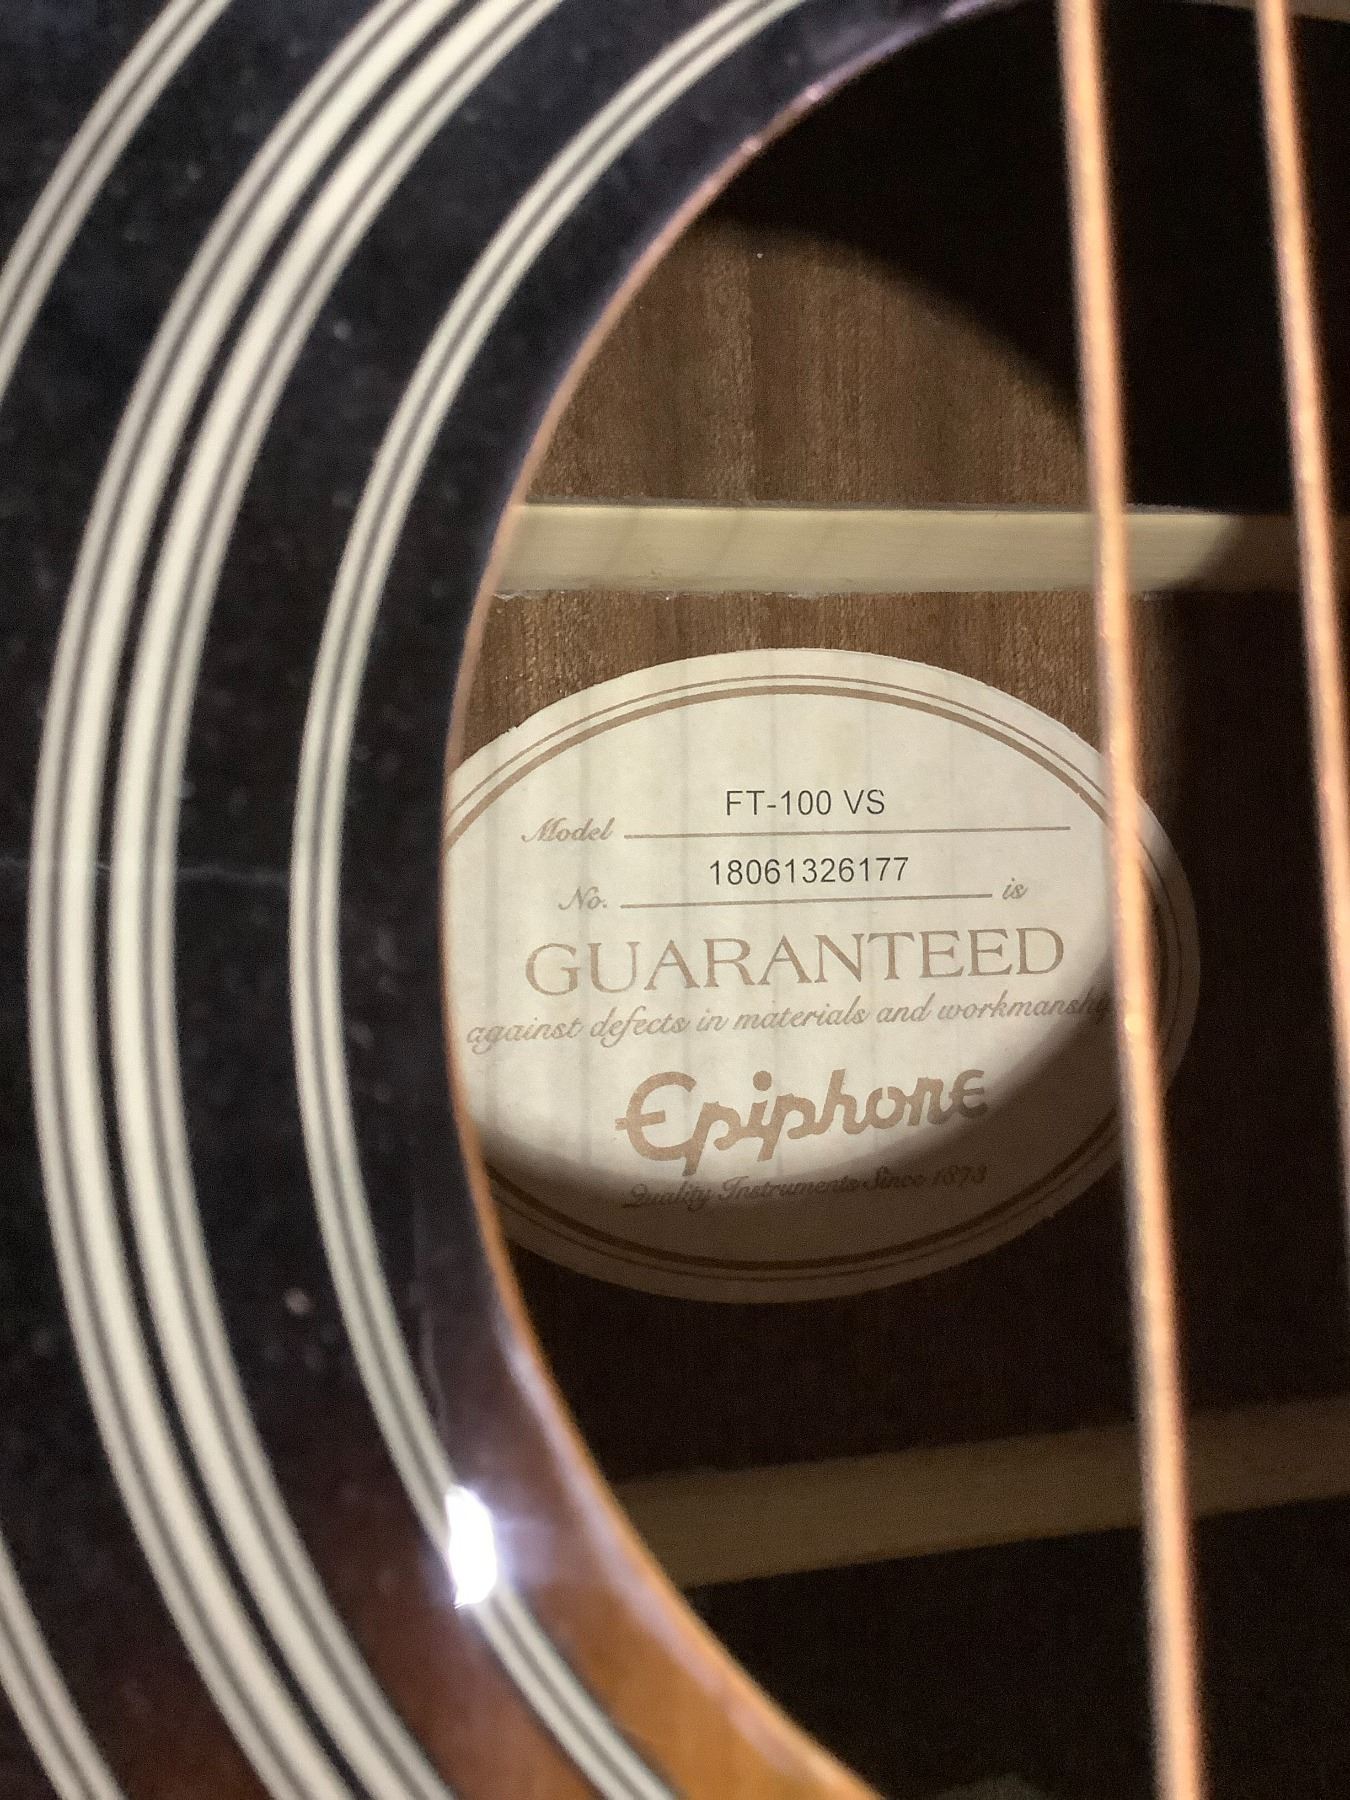 Model FT-100 VS
No. 18061326177 is
GUARANTEED
against defects in materials and workmanship
Epiphone
Quality Instruments Since 1873